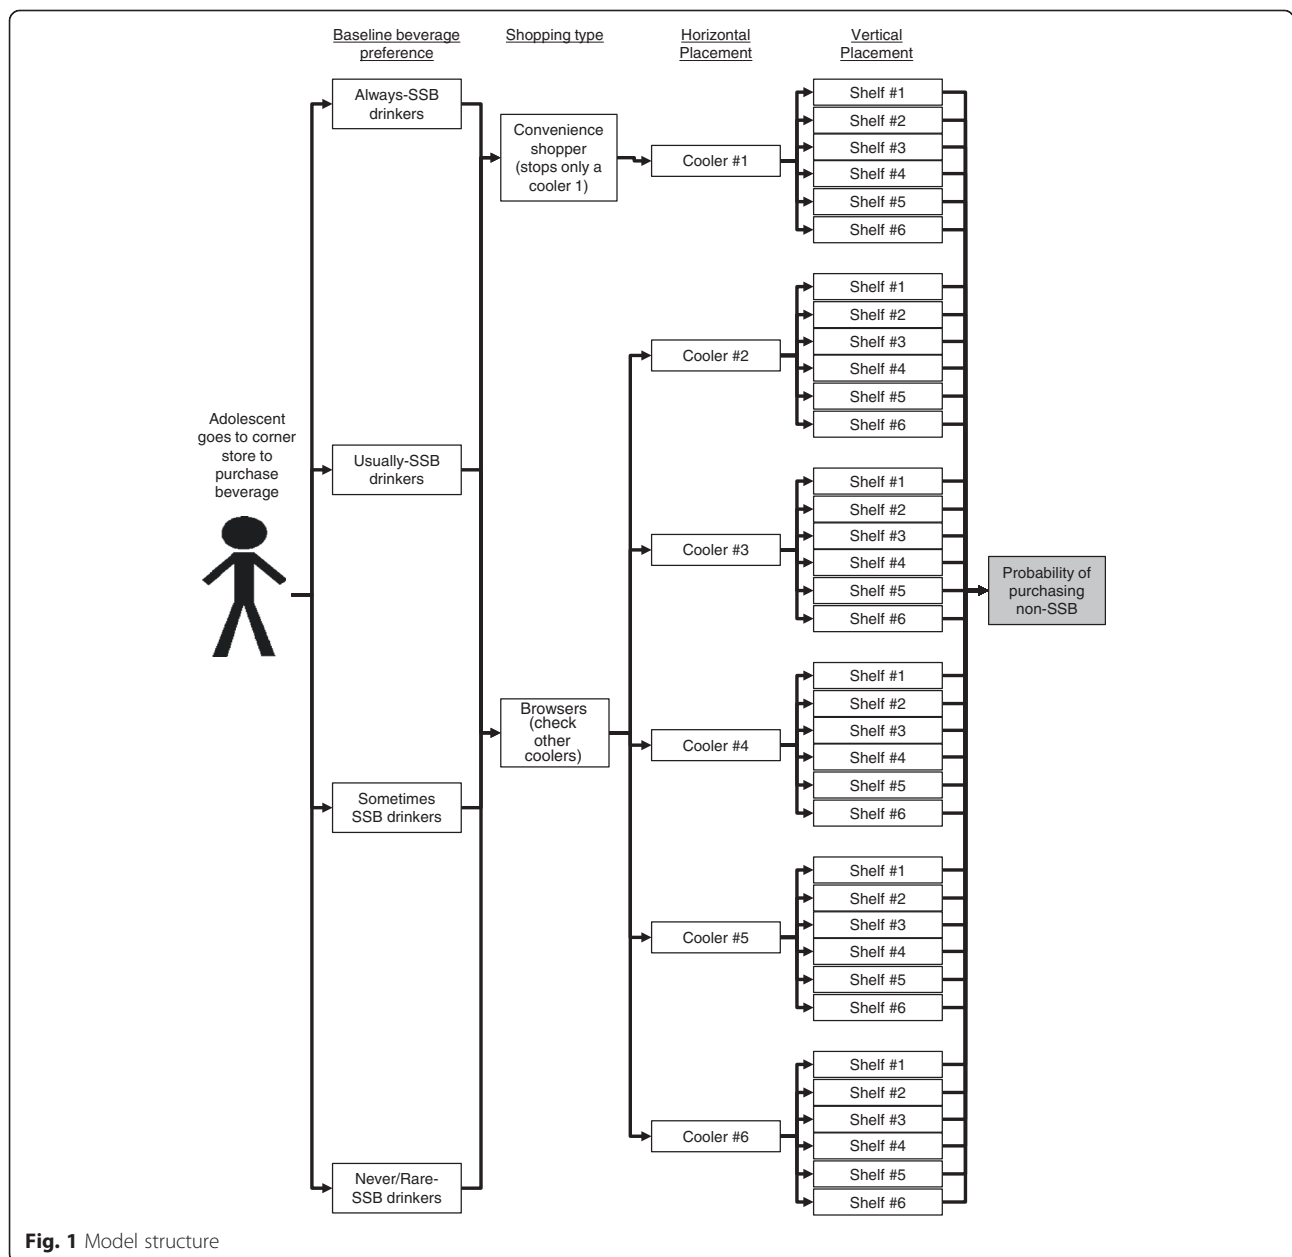 Baseline beverage
preference
Shopping type
Horizontal
Placement
Vertical
Placement
Always-SSB
drinkers
Convenience
shopper
(stops only a
cooler 1)
Cooler #1
Shelf #1
Shelf #2
Shelf #3
Shelf #4
Shelf #5
Shelf #6
Cooler #2
Shelf #1
Shelf #2
Shelf #3
Shelf #4
Shelf #5
Shelf #6
Adolescent
goes to corner
store to
purchase
beverage
Usually-SSB
drinkers
Cooler #3
Shelf #1
Shelf #2
Shelf #3
Shelf #4
Shelf #5
Shelf #6
Probability of
purchasing
non-SSB
Browsers
(check
other
coolers)
Cooler #4
Shelf #1
Shelf #2
Shelf #3
Shelf #4
Shelf #5
Shelf #6
Sometimes
SSB drinkers
Cooler #5
Shelf #1
Shelf #2
Shelf #3
Shelf #4
Shelf #5
Shelf #6
Cooler #6
Shelf #1
Shelf #2
Shelf #3
Shelf #4
Shelf #5
Shelf #6
Never/Rare-
SSB drinkers
Fig. 1 Model structure